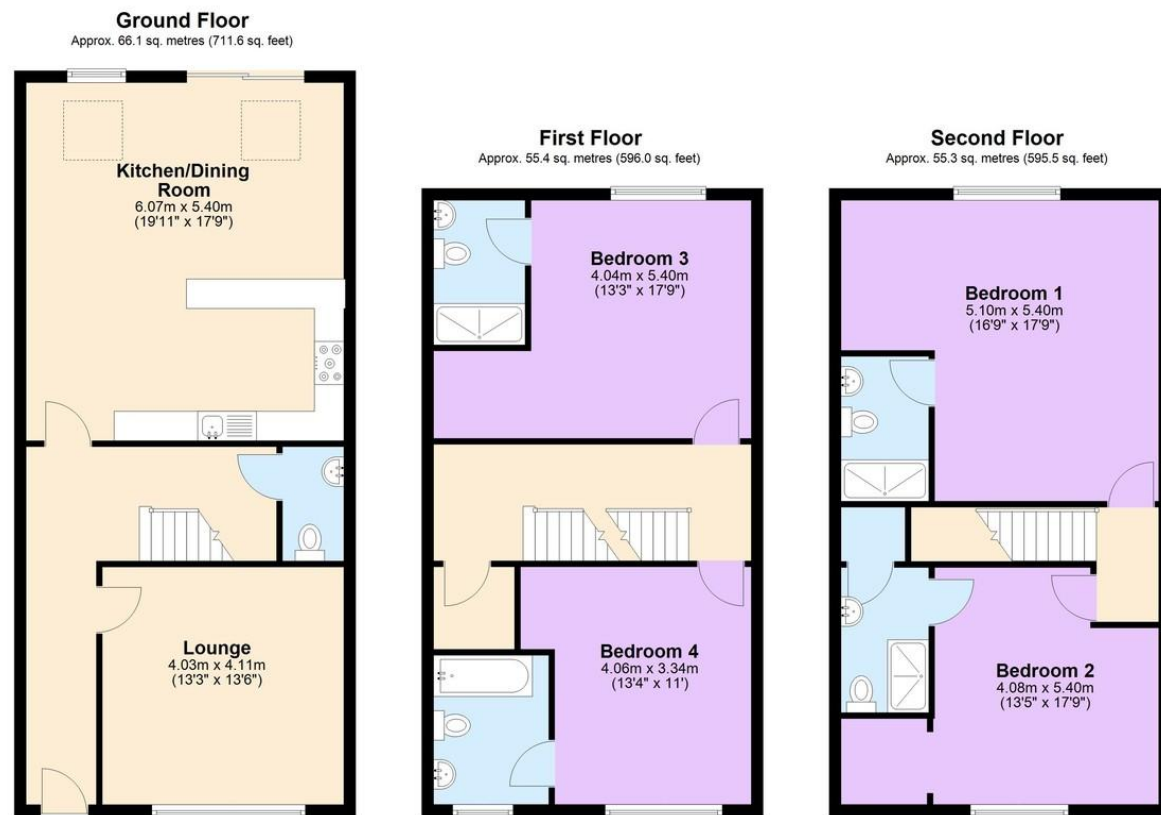 Ground Floor
Approx. 66.1 sq. metres (711.6 sq. feet)
Kitchen/Dining
Room
6.07m x 5.40m
(19'11" x 17'9")
Lounge
4.03m x 4.11m
(13'3" x 13'6")
First Floor
Approx. 55.4 sq. metres (596.0 sq. feet)
Bedroom 3
4.04m x 5.40m
(13'3" x 17'9")
Bedroom 4
4.06m x 3.34m
(13'4" x 11')
Second Floor
Approx. 55.3 sq. metres (595.5 sq. feet)
Bedroom 1
5.10m x 5.40m
(16'9" x 17'9")
Bedroom 2
4.08m x 5.40m
(13'5" x 17'9")